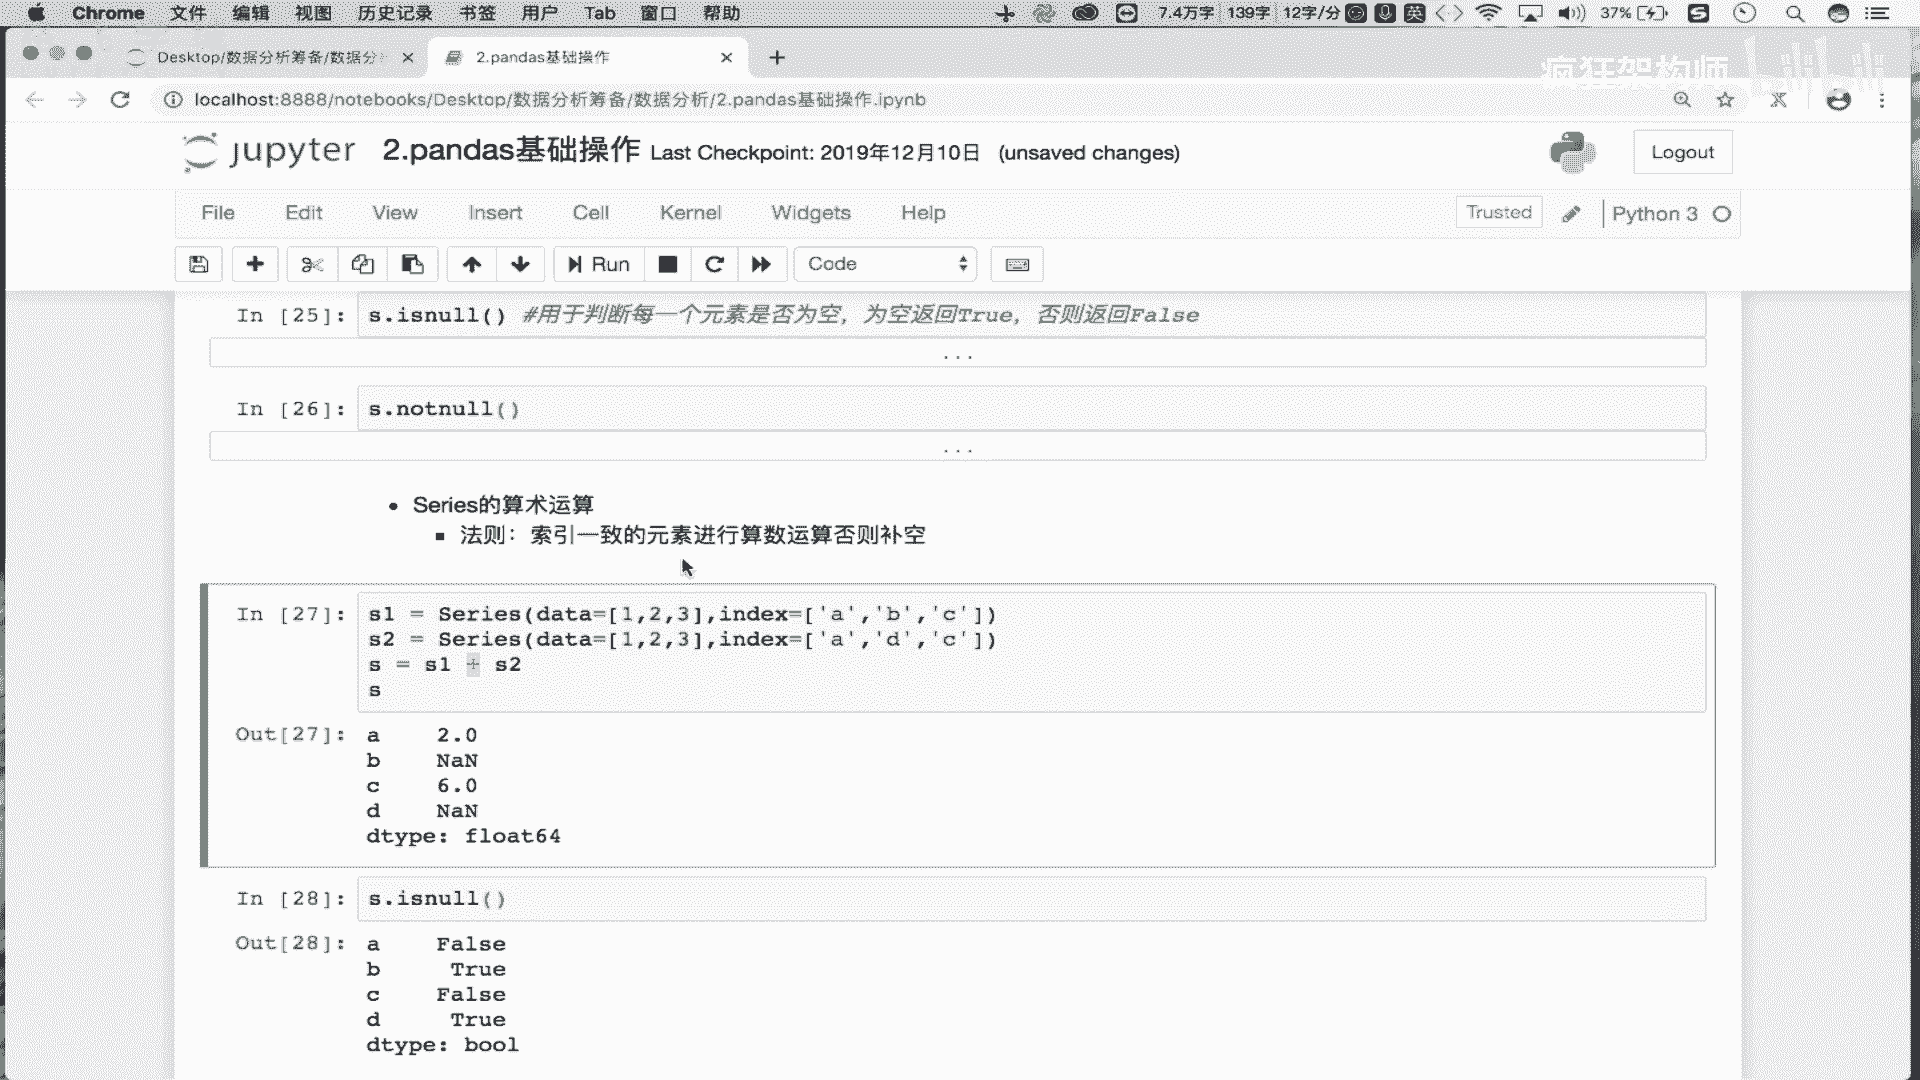 Chrome 文件 编辑 视图 历史记录 书签 用户 Tab 窗口 帮助 7.4万字 139字 12字/分 英 37%
Desktop/数据分析筹备/数据分 2.pandas基础操作
疯狂架构师 bilibili
localhost:8888/notebooks/Desktop/数据分析筹备/数据分析/2.pandas基础操作.ipynb
jupyter 2.pandas基础操作 Last Checkpoint: 2019年12月10日 (unsaved changes) Logout
File Edit View Insert Cell Kernel Widgets Help Trusted Python 3
Run Code
In [25]: s.isnull() #用于判断每一个元素是否为空，为空返回True，否则返回False
...
In [26]: s.notnull()
...
Series的算术运算
法则：索引一致的元素进行算数运算否则补空
In [27]: s1 = Series(data=[1,2,3],index=['a','b','c'])
s2 = Series(data=[1,2,3],index=['a','d','c'])
s = s1 + s2
s
Out[27]: a 2.0
b NaN
c 6.0
d NaN
dtype: float64
In [28]: s.isnull()
Out[28]: a False
b True
c False
d True
dtype: bool